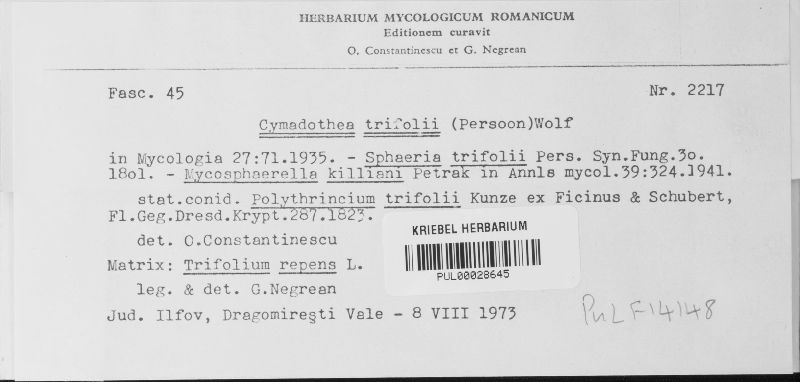 HERBARIUM MYCOLOGICUM ROMANICUM
Editionem curavit
O. Constantinescu et G. Negrean
Fasc. 45 Nr. 2217
Cymadothea trifolii (Persoon)Wolf
in Mycologia 27:71.1935. - Sphaeria trifolii Pers. Syn.Fung.3o.
18ol. - Mycosphaerella killiani Petrak in Annls mycol.39:324.1941.
stat.conid. Polythrincium trifolii Kunze ex Ficinus & Schubert,
Fl.Geg.Dresd.Krypt.287.1823.
det. O.Constantinescu
KRIEBEL HERBARIUM
PUL00028645
Matrix: Trifolium repens L.
leg. & det. G.Negrean
Jud. Ilfov, Dragomireşti Vale - 8 VIII 1973
PuL F14148